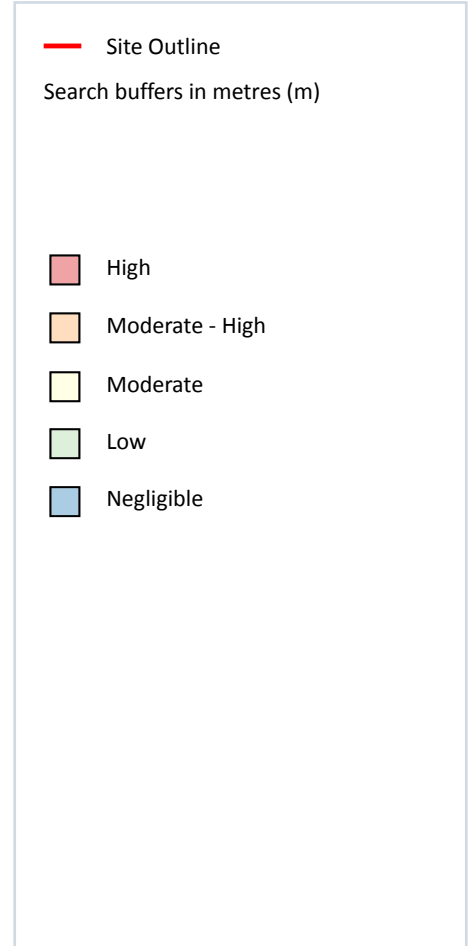 Site Outline
Search buffers in metres (m)
High
Moderate - High
Moderate
Low
Negligible